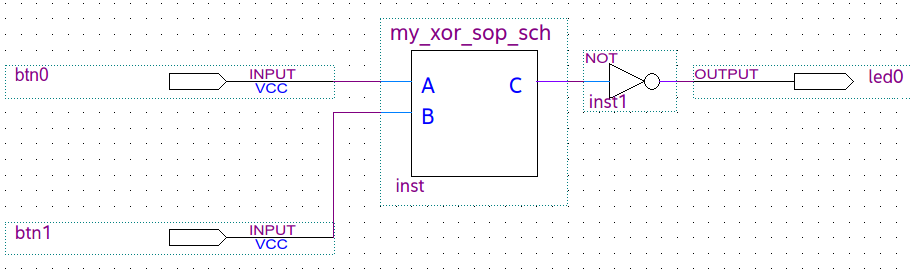 my_xor_sop_sch
btn0
INPUT
VCC
A
B
C
inst
NOT
inst1
OUTPUT
led0
btn1
INPUT
VCC